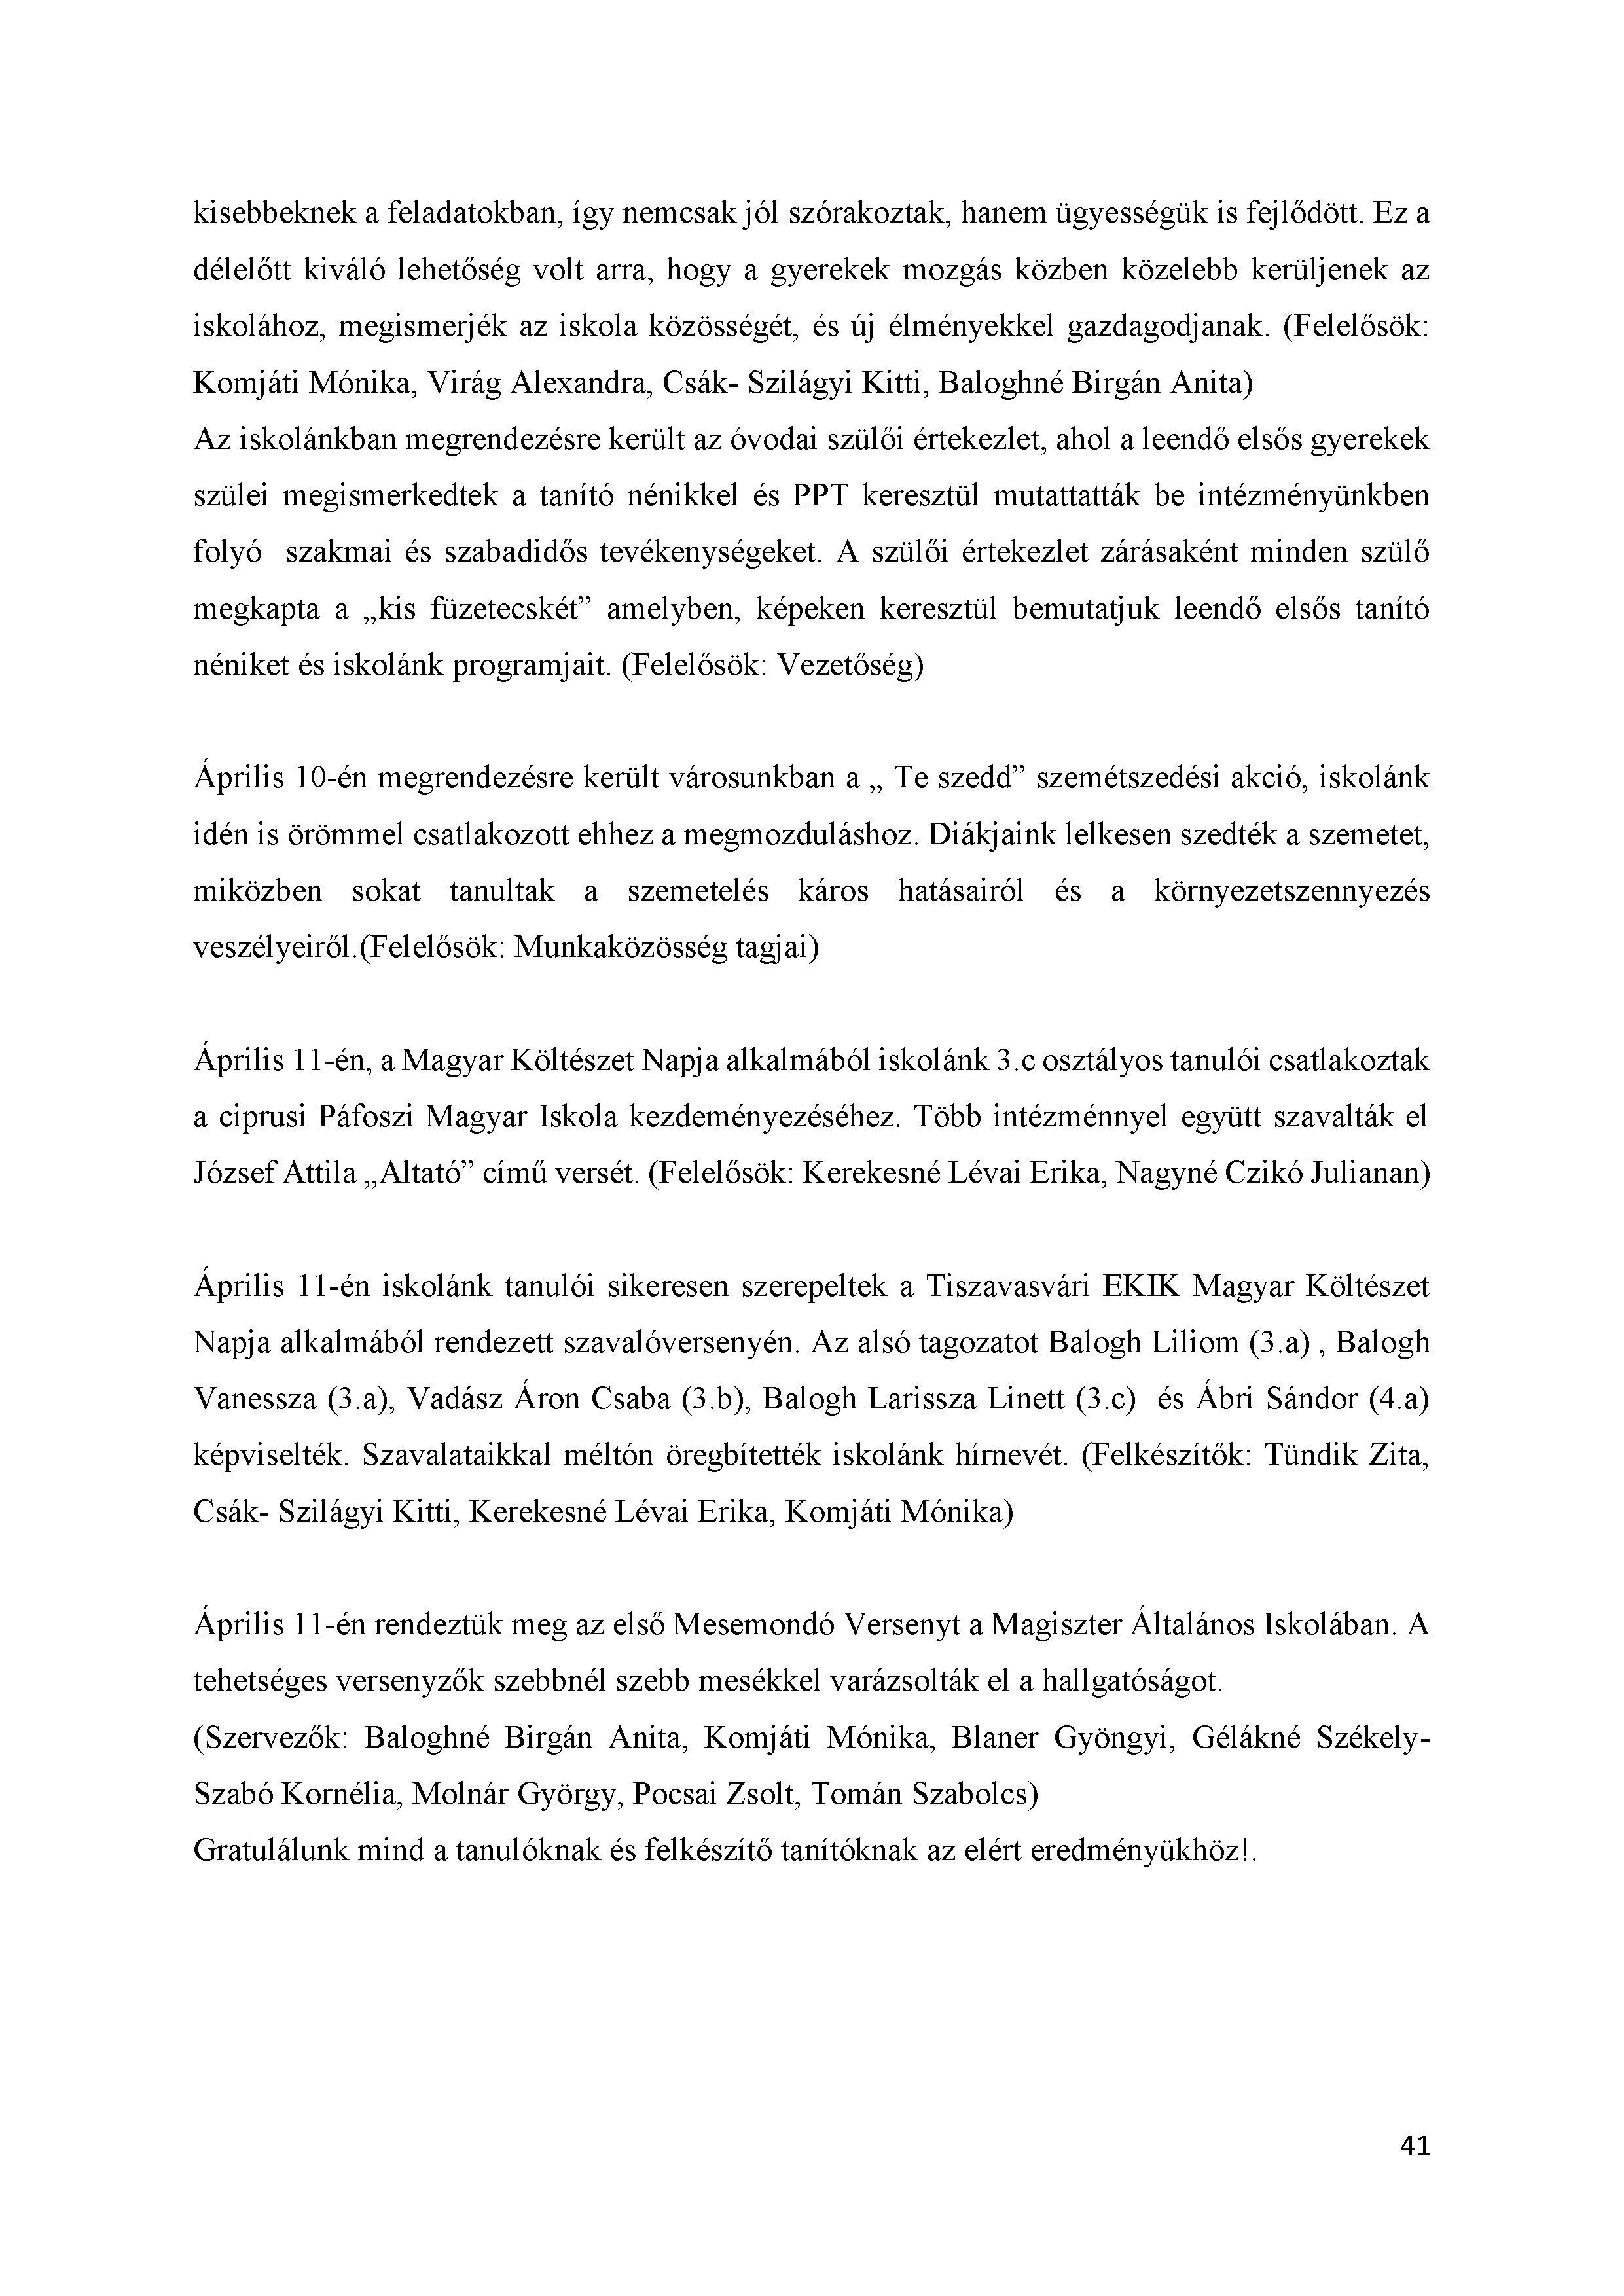 kisebbeknek a feladatokban, így nemcsak jól szórakoztak, hanem ügyességük is fejlődött. Ez a
délelőtt kiváló lehetőség volt arra, hogy a gyerekek mozgás közben közelebb kerüljenek az
iskolához, megismerjék az iskola közösségét, és új élményekkel gazdagodjanak. (Felelősök:
Komjáti Mónika, Virág Alexandra, Csák- Szilágyi Kitti, Baloghné Birgán Anita)
Az iskolánkban megrendezésre került az óvodai szülői értekezlet, ahol a leendő elsős gyerekek
szülei megismerkedtek a tanító nénikkel és PPT keresztül mutattatták be intézményünkben
folyó  szakmai és szabadidős tevékenységeket. A szülői értekezlet zárásaként minden szülő
megkapta a „kis füzetecskét” amelyben, képeken keresztül bemutatjuk leendő elsős tanító
néniket és iskolánk programjait. (Felelősök: Vezetőség)
Április 10-én megrendezésre került városunkban a „ Te szedd” szemétszedési akció, iskolánk
idén is örömmel csatlakozott ehhez a megmozduláshoz. Diákjaink lelkesen szedték a szemetet,
miközben sokat tanultak a szemetelés káros hatásairól és a környezetszennyezés
veszélyeiről.(Felelősök: Munkaközösség tagjai)
Április 11-én, a Magyar Költészet Napja alkalmából iskolánk 3.c osztályos tanulói csatlakoztak
a ciprusi Páfoszi Magyar Iskola kezdeményezéséhez. Több intézménnyel együtt szavalták el
József Attila „Altató” című versét. (Felelősök: Kerekesné Lévai Erika, Nagyné Czikó Julianan)
Április 11-én iskolánk tanulói sikeresen szerepeltek a Tiszavasvári EKIK Magyar Költészet
Napja alkalmából rendezett szavalóversenyén. Az alsó tagozatot Balogh Liliom (3.a) , Balogh
Vanessza (3.a), Vadász Áron Csaba (3.b), Balogh Larissza Linett (3.c)  és Ábri Sándor (4.a)
képviselték. Szavalataikkal méltón öregbítették iskolánk hírnevét. (Felkészítők: Tündik Zita,
Csák- Szilágyi Kitti, Kerekesné Lévai Erika, Komjáti Mónika)
Április 11-én rendeztük meg az első Mesemondó Versenyt a Magiszter Általános Iskolában. A
tehetséges versenyzők szebbnél szebb mesékkel varázsolták el a hallgatóságot.
(Szervezők: Baloghné Birgán Anita, Komjáti Mónika, Blaner Gyöngyi, Gélákné Székely-
Szabó Kornélia, Molnár György, Pocsai Zsolt, Tomán Szabolcs)
Gratulálunk mind a tanulóknak és felkészítő tanítóknak az elért eredményükhöz!.
41